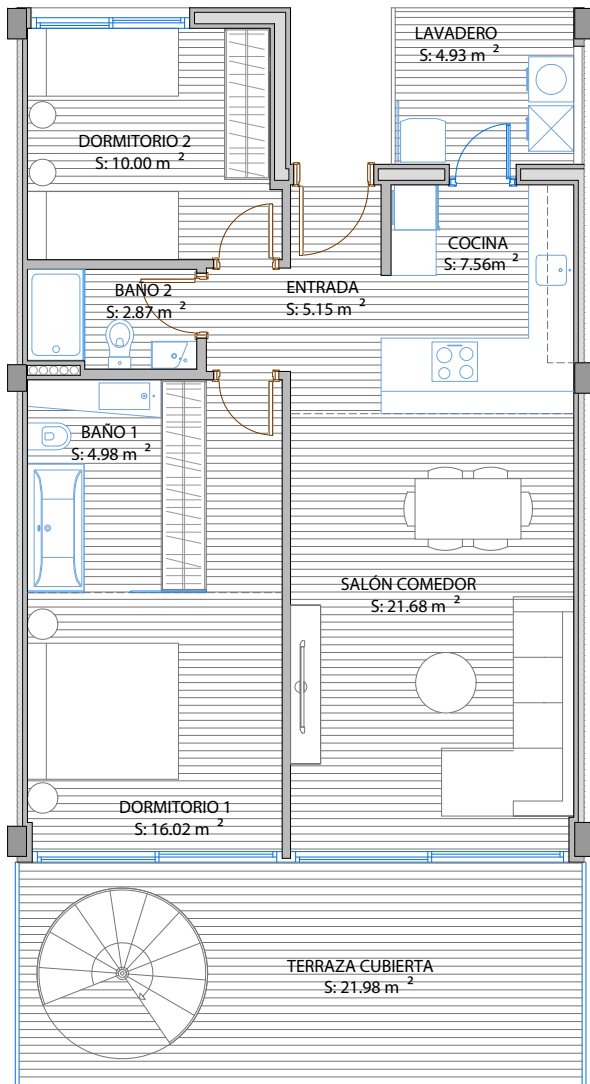 LAVADERO
S: 4.93 m ²
DORMITORIO 2
S: 10.00 m ²
COCINA
S: 7.56m ²
BAÑO 2
S: 2.87 m ²
ENTRADA
S: 5.15 m ²
BAÑO 1
S: 4.98 m ²
SALÓN COMEDOR
S: 21.68 m ²
DORMITORIO 1
S: 16.02 m ²
TERRAZA CUBIERTA
S: 21.98 m ²